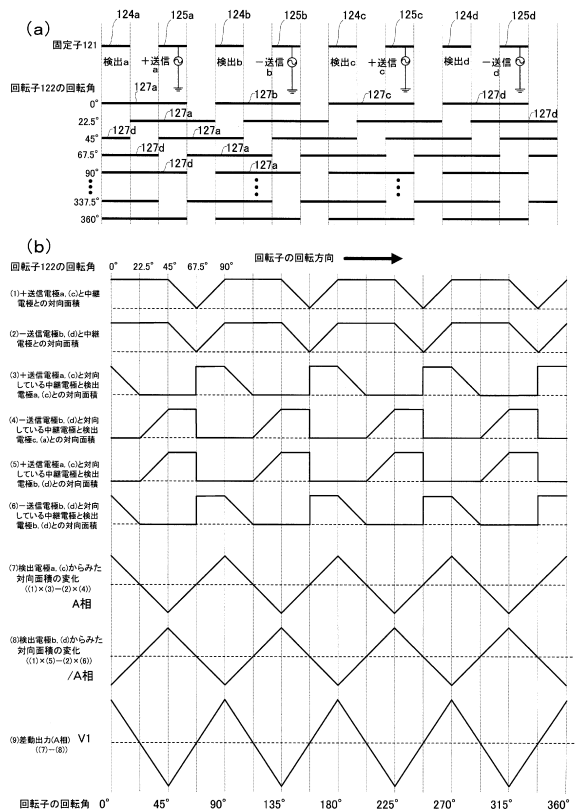 (a)
124a 125a 124b 125b 124c 125c 124d 125d
固定子121
検出a +送信a 検出b −送信b 検出c +送信c 検出d −送信d
回転子122の回転角
0° 127a 127b 127c 127d
22.5° 127a
45° 127d 127a
67.5° 127d 127a
90° 127d 127a
337.5°
360°
(b)
回転子の回転方向
回転子122の回転角 0° 22.5° 45° 67.5° 90°
(1)+送信電極a,(c)と中継
電極との対向面積
(2)−送信電極b,(d)と中継
電極との対向面積
(3)+送信電極a,(c)と対向
している中継電極と検出
電極a,(c)との対向面積
(4)−送信電極b,(d)と対向
している中継電極と検出
電極c,(a)との対向面積
(5)+送信電極a,(c)と対向
している中継電極と検出
電極b,(d)との対向面積
(6)−送信電極b,(d)と対向
している中継電極と検出
電極b,(d)との対向面積
(7)検出電極a,(c)からみた
対向面積の変化
((1)×(3)−(2)×(4))
A相
(8)検出電極b,(d)からみた
対向面積の変化
((1)×(5)−(2)×(6))
/A相
(9)差動出力(A相) V1
((7)−(8))
回転子の回転角 0° 45° 90° 135° 180° 225° 270° 315° 360°